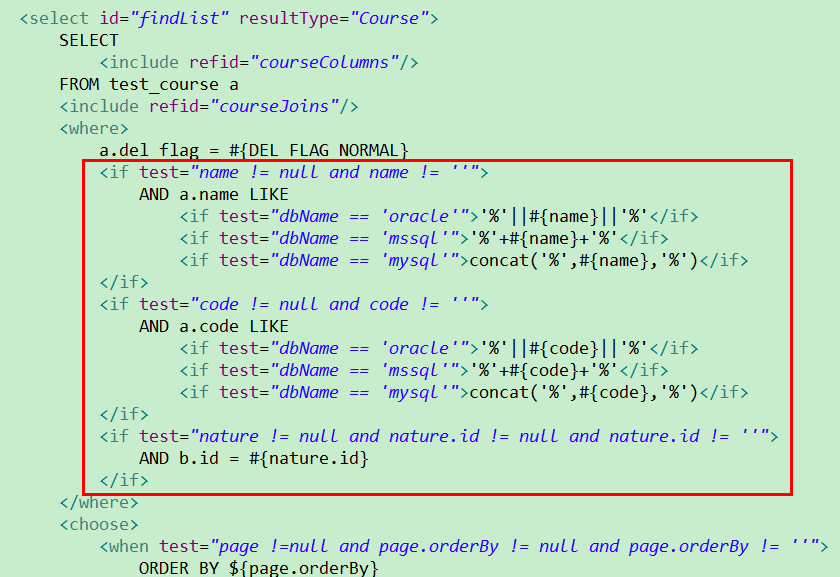 <select id="findList" resultType="Course">
SELECT
<include refid="courseColumns"/>
FROM test_course a
<include refid="courseJoins"/>
<where>
a.del_flag = #{DEL_FLAG_NORMAL}
<if test="name != null and name != ''">
AND a.name LIKE
<if test="dbName == 'oracle'">'%'||#{name}||'%'</if>
<if test="dbName == 'mssql'">'%'+#{name}+'%'</if>
<if test="dbName == 'mysql'">concat('%',#{name},'%')</if>
</if>
<if test="code != null and code != ''">
AND a.code LIKE
<if test="dbName == 'oracle'">'%'||#{code}||'%'</if>
<if test="dbName == 'mssql'">'%'+#{code}+'%'</if>
<if test="dbName == 'mysql'">concat('%',#{code},'%')</if>
</if>
<if test="nature != null and nature.id != null and nature.id != ''">
AND b.id = #{nature.id}
</if>
</where>
<choose>
<when test="page !=null and page.orderBy != null and page.orderBy != ''">
ORDER BY ${page.orderBy}